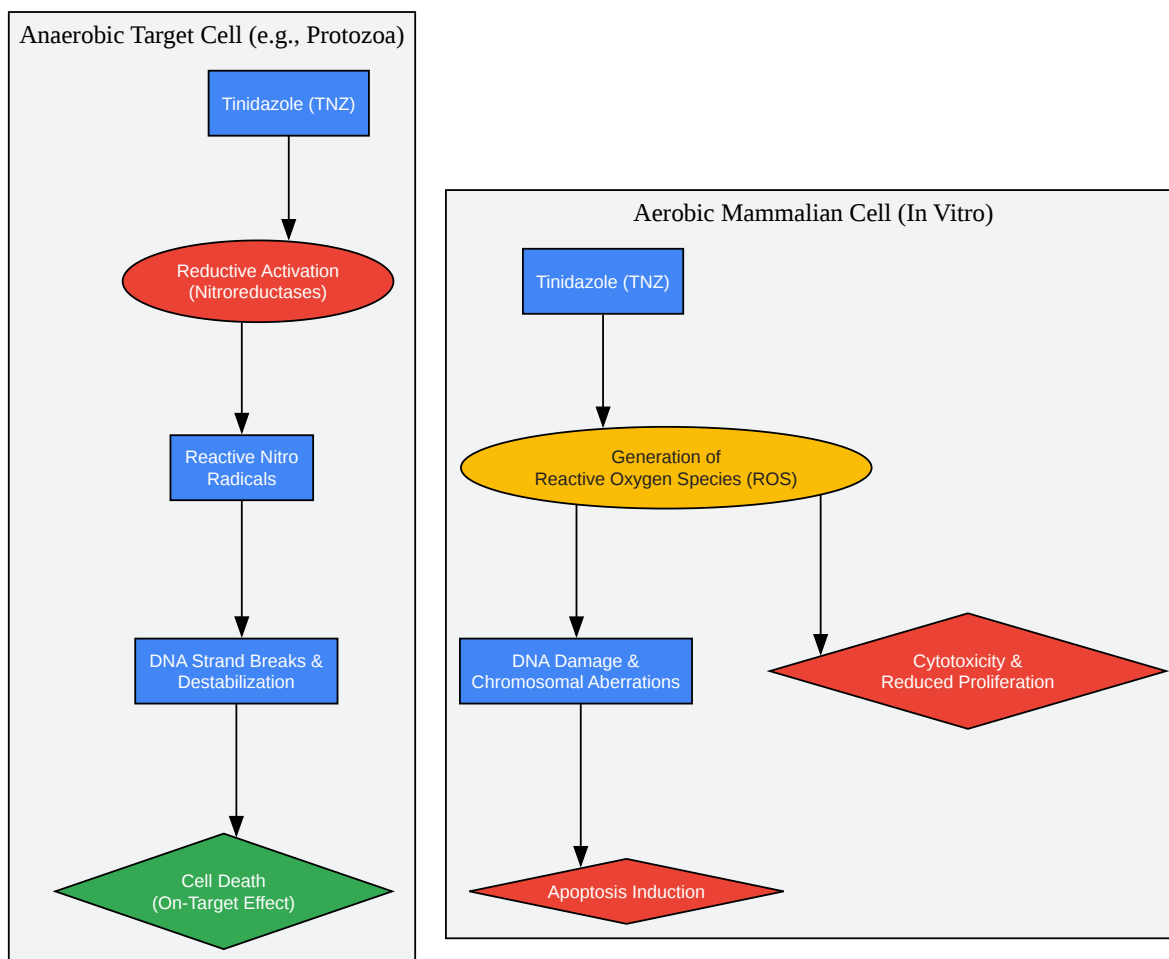 Anaerobic Target Cell (e.g., Protozoa)
Tinidazole (TNZ)
Reductive Activation
(Nitroreductases)
Reactive Nitro
Radicals
DNA Strand Breaks &
Destabilization
Cell Death
(On-Target Effect)
Aerobic Mammalian Cell (In Vitro)
Tinidazole (TNZ)
Generation of
Reactive Oxygen Species (ROS)
DNA Damage &
Chromosomal Aberrations
Cytotoxicity &
Reduced Proliferation
Apoptosis Induction